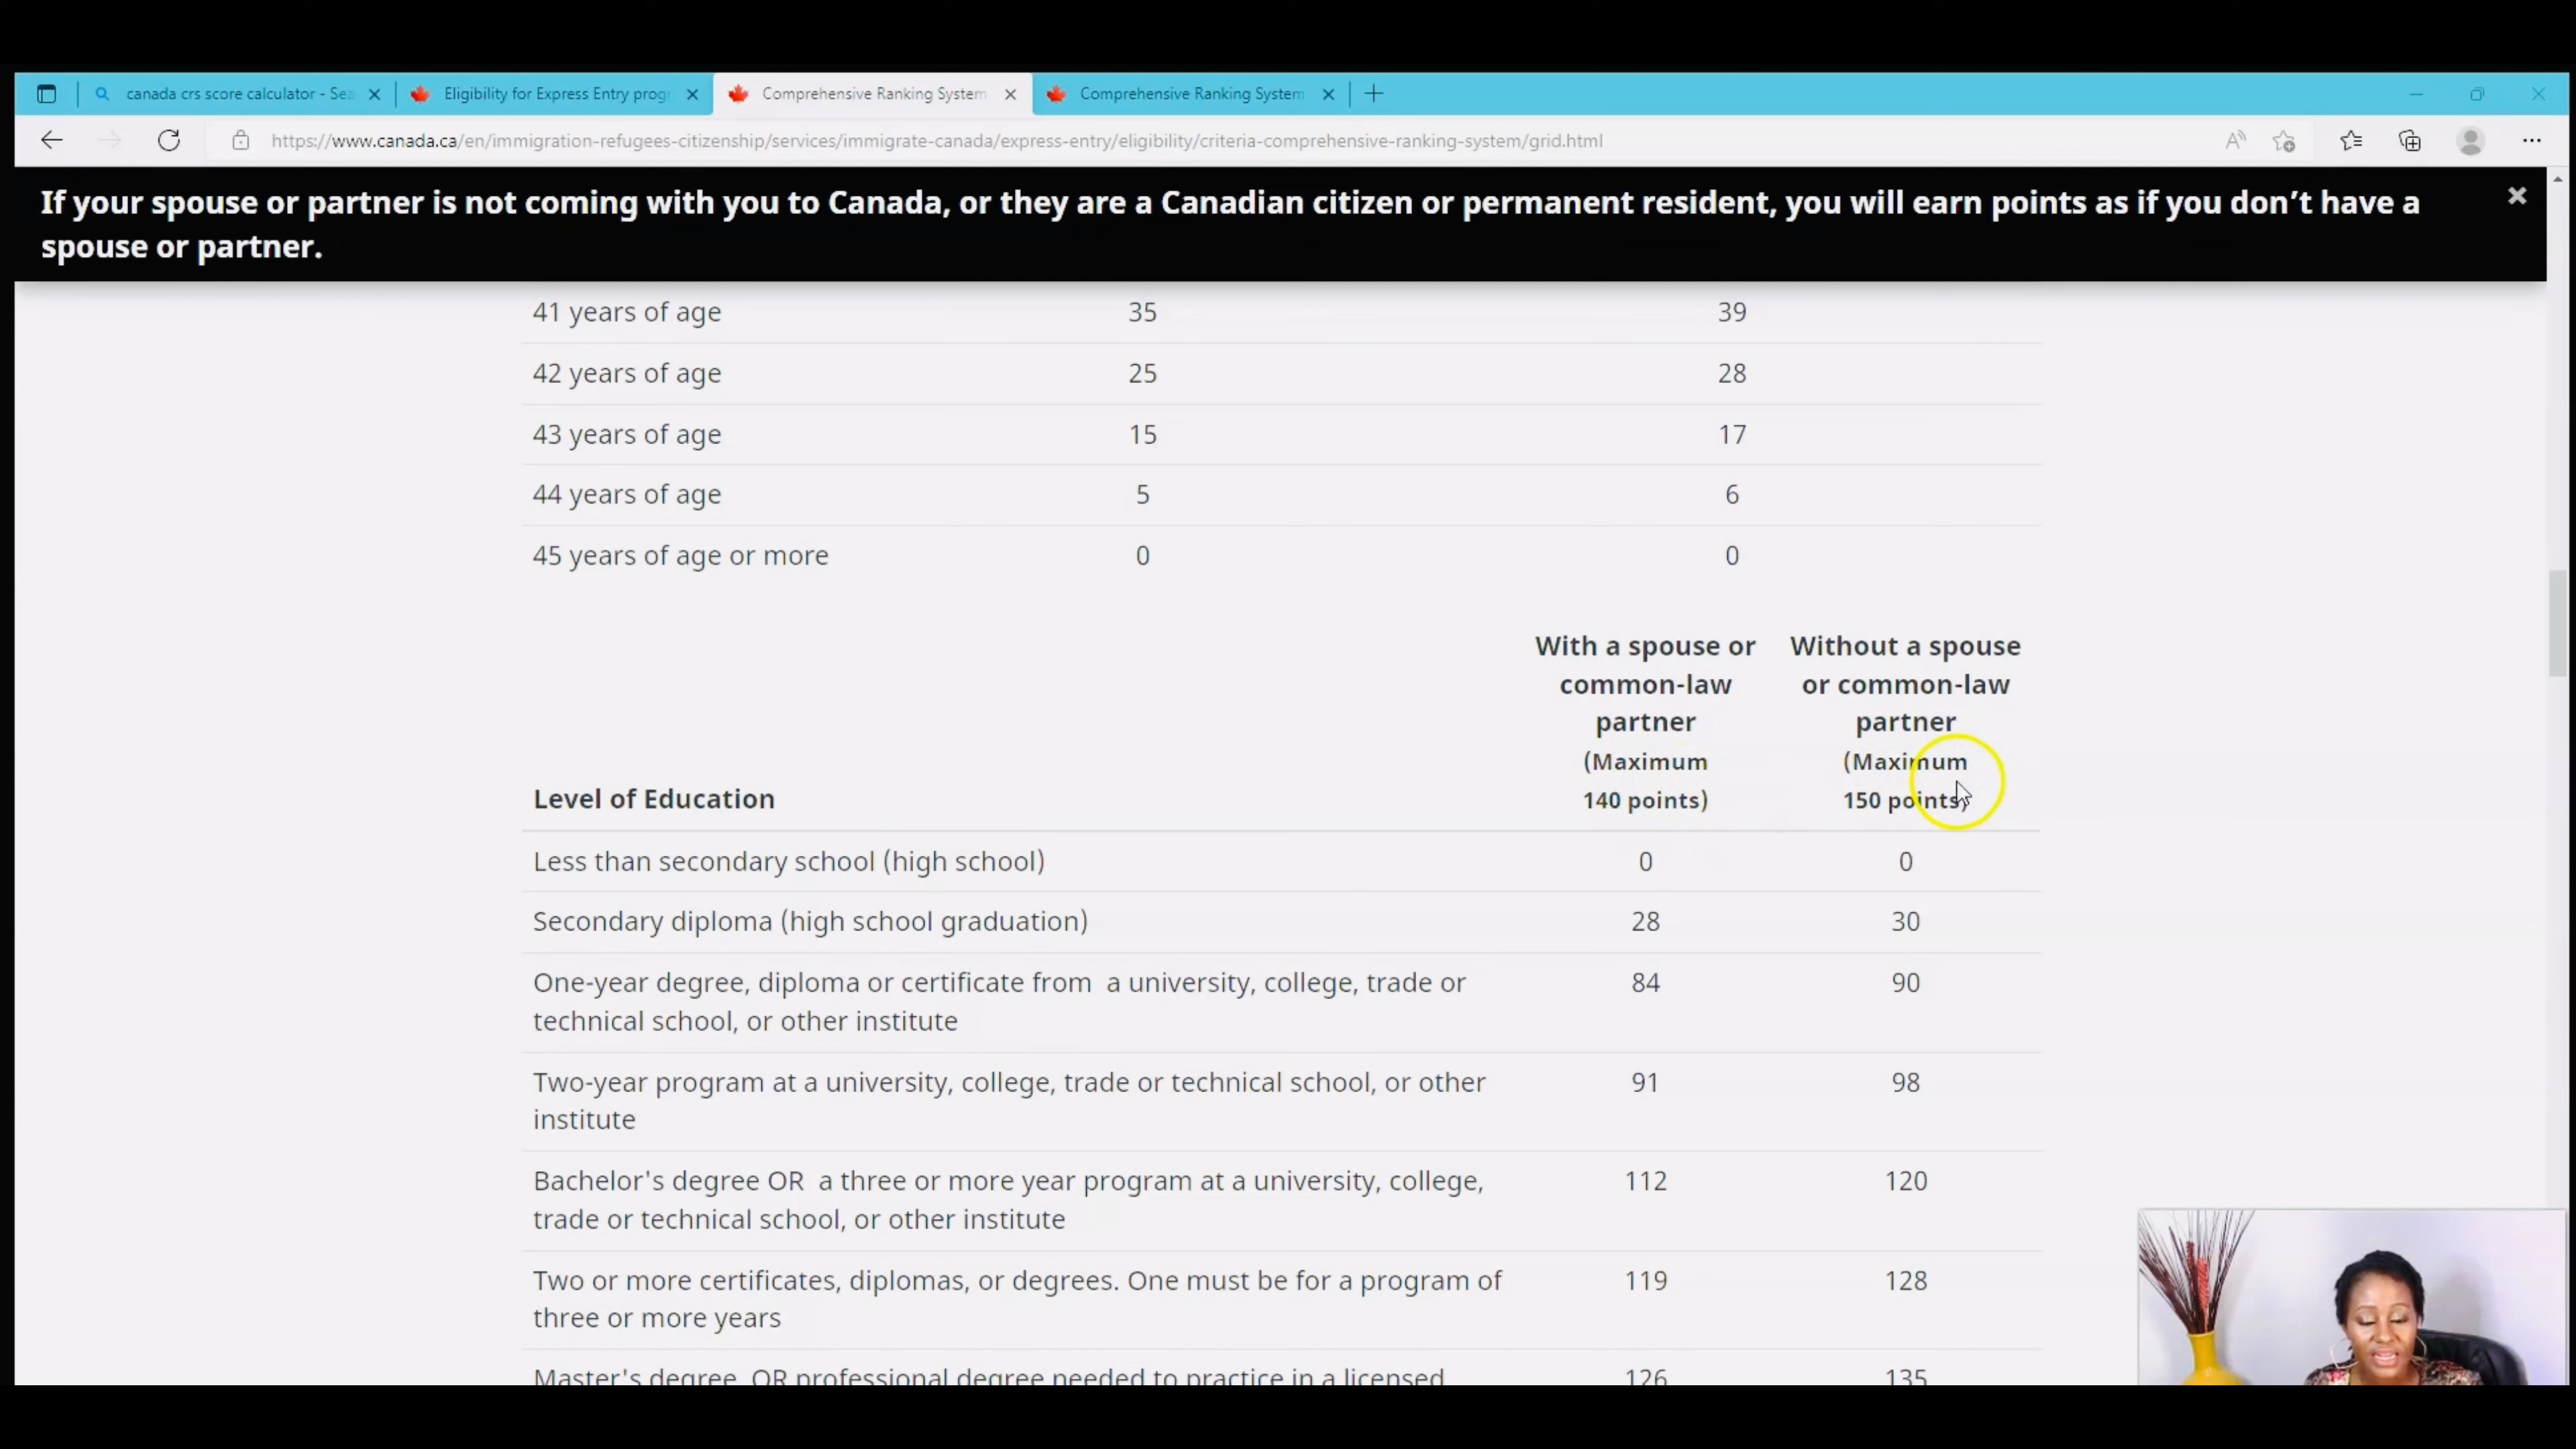 canada crs score calculator - Sea
Eligibility for Express Entry progr
Comprehensive Ranking System
Comprehensive Ranking System
https://www.canada.ca/en/immigration-refugees-citizenship/services/immigrate-canada/express-entry/eligibility/criteria-comprehensive-ranking-system/grid.html
If your spouse or partner is not coming with you to Canada, or they are a Canadian citizen or permanent resident, you will earn points as if you don’t have a
spouse or partner.
41 years of age 35 39
42 years of age 25 28
43 years of age 15 17
44 years of age 5 6
45 years of age or more 0 0
With a spouse or Without a spouse
common-law or common-law
partner partner
(Maximum (Maximum
Level of Education 140 points) 150 points)
Less than secondary school (high school) 0 0
Secondary diploma (high school graduation) 28 30
One-year degree, diploma or certificate from a university, college, trade or 84 90
technical school, or other institute
Two-year program at a university, college, trade or technical school, or other 91 98
institute
Bachelor's degree OR a three or more year program at a university, college, 112 120
trade or technical school, or other institute
Two or more certificates, diplomas, or degrees. One must be for a program of 119 128
three or more years
Master's degree, OR professional degree needed to practice in a licensed 126 135